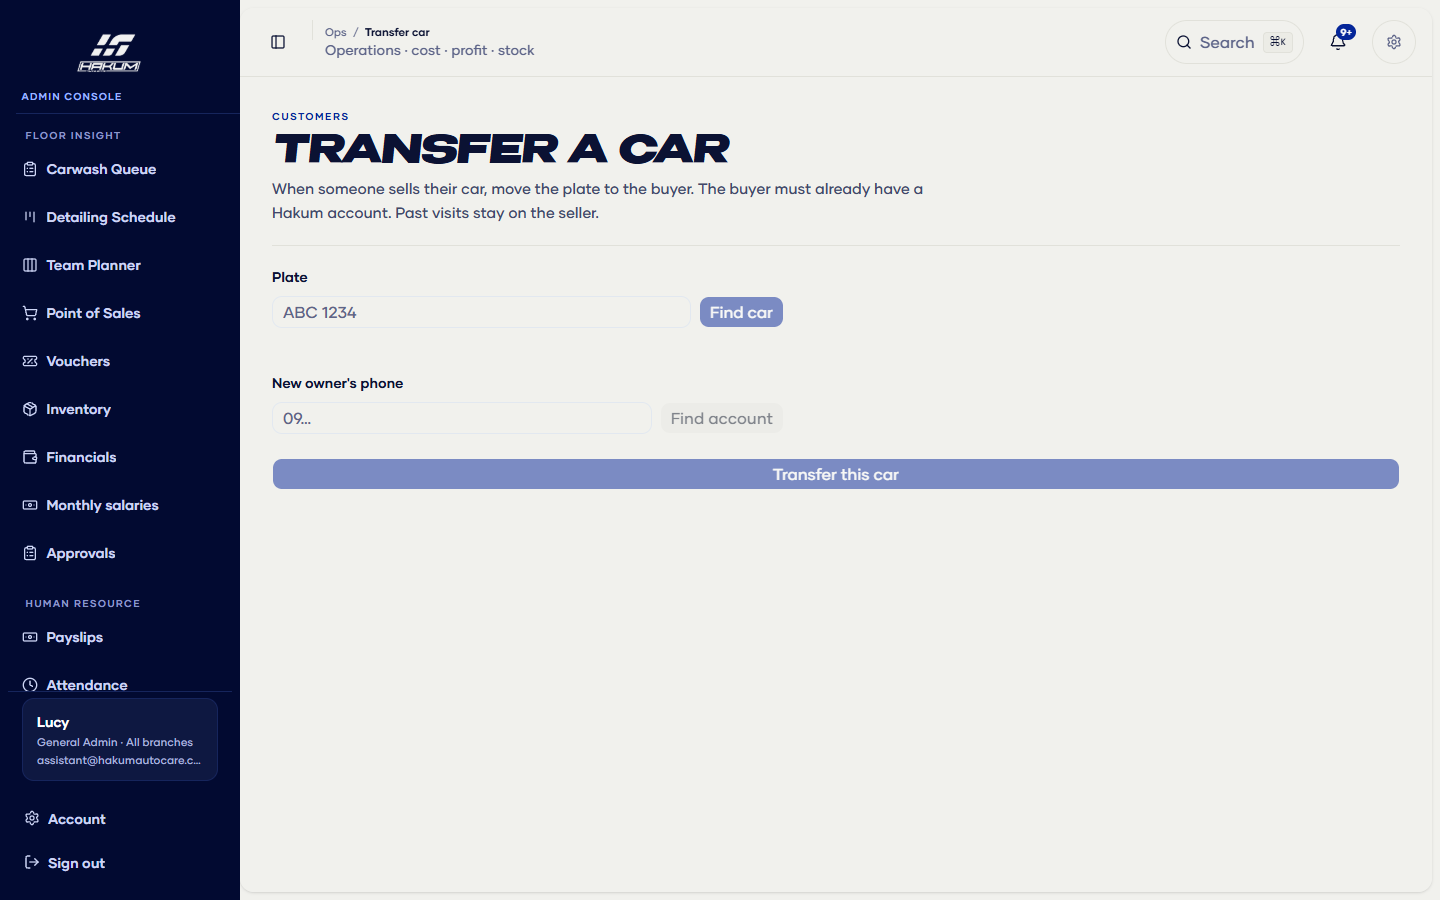 HAKUM
ADMIN CONSOLE
FLOOR INSIGHT
Carwash Queue
Detailing Schedule
Team Planner
Point of Sales
Vouchers
Inventory
Financials
Monthly salaries
Approvals
HUMAN RESOURCE
Payslips
Attendance
Lucy
General Admin · All branches
assistant@hakumautocare.c...
Account
Sign out
Ops / Transfer car
Operations · cost · profit · stock
Search ⌘K
9+
CUSTOMERS
TRANSFER A CAR
When someone sells their car, move the plate to the buyer. The buyer must already have a
Hakum account. Past visits stay on the seller.
Plate
ABC 1234
Find car
New owner's phone
09...
Find account
Transfer this car